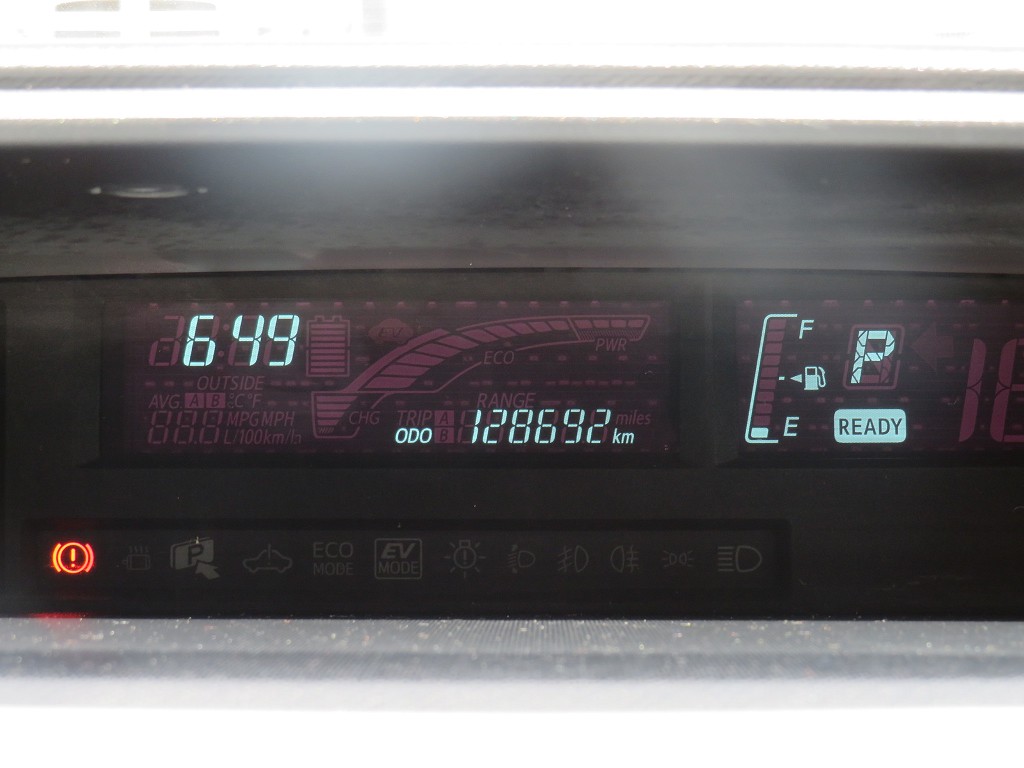 649
OUTSIDE
AVG A B °C°F
MPG MPH
L/100km/h
CHG
ECO
PWR
RANGE
TRIP A B
miles
ODO 128692 km
F
E
P
READY
P
ECO
MODE
EV
MODE